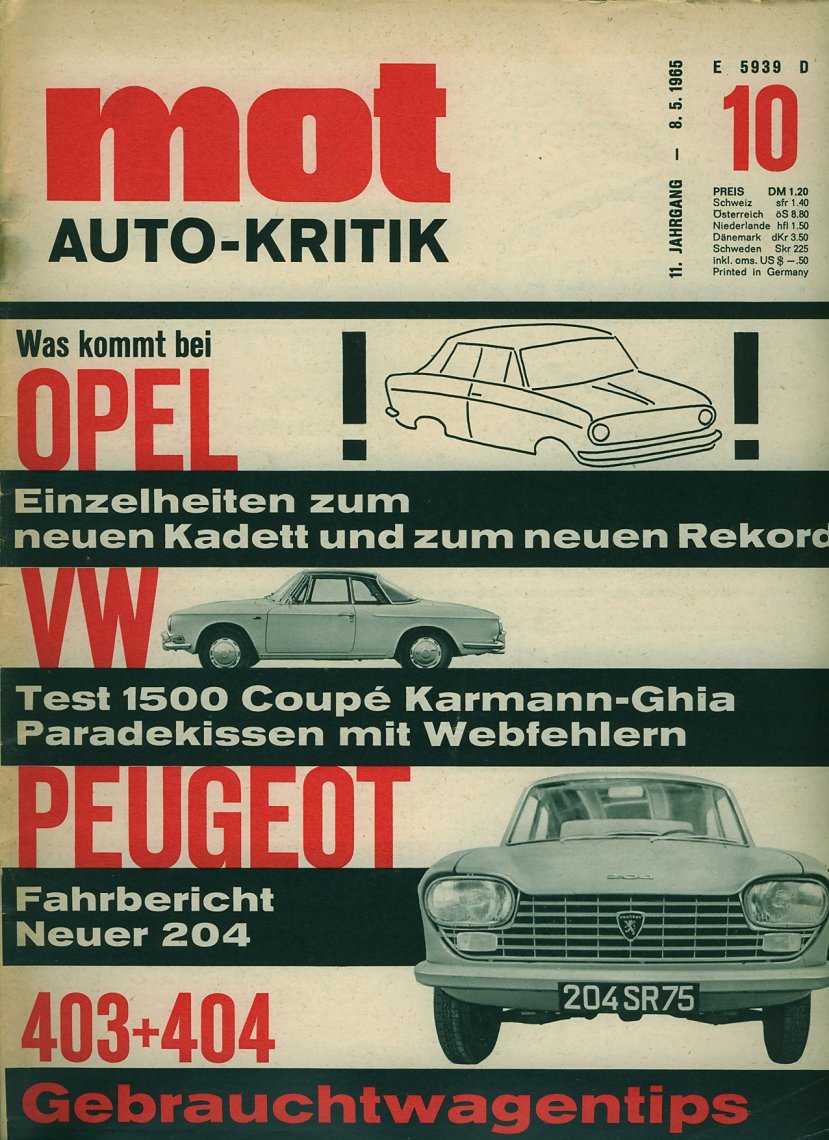 mot
AUTO-KRITIK
11. JAHRGANG — 8. 5. 1965
E 5939 D
10
PREIS DM 1.20
Schweiz sfr 1.40
Österreich öS 8.80
Niederlande hfl 1.50
Dänemark dKr 3.50
Schweden Skr 225
inkl. oms. US $ —.50
Printed in Germany
Was kommt bei
OPEL
! !
Einzelheiten zum
neuen Kadett und zum neuen Rekord
VW
Test 1500 Coupé Karmann-Ghia
Paradekissen mit Webfehlern
PEUGEOT
Fahrbericht
Neuer 204
PEUGEOT
204SR75
403+404
Gebrauchtwagentips